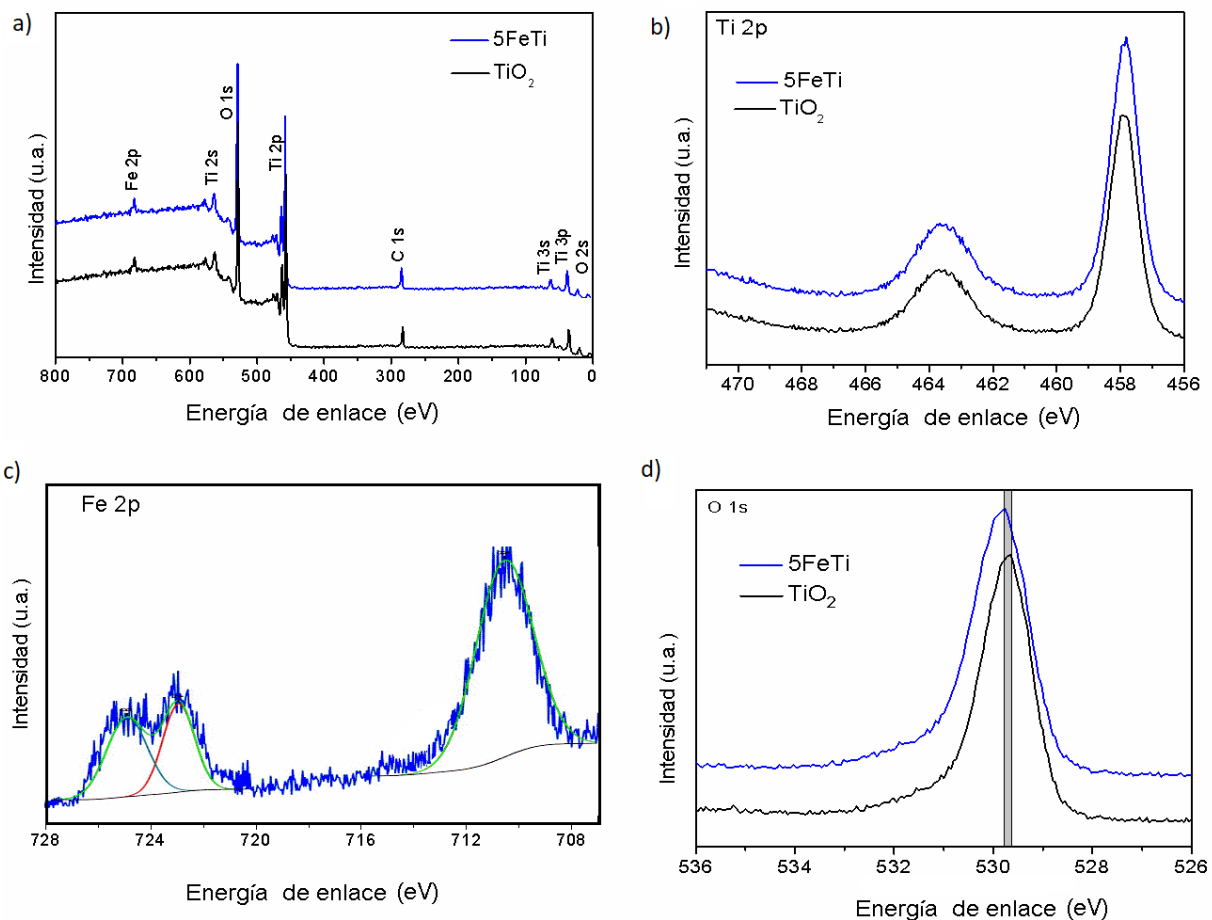 a)
5FeTi
TiO2
Fe 2p
Ti 2s
O 1s
Ti 2p
C 1s
Ti 3s
Ti 3p
O 2s
Intensidad (u.a.)
800 700 600 500 400 300 200 100 0
Energía de enlace (eV)
b)
Ti 2p
5FeTi
TiO2
Intensidad (u.a.)
470 468 466 464 462 460 458 456
Energía de enlace (eV)
c)
Fe 2p
Intensidad (u.a.)
728 724 720 716 712 708
Energía de enlace (eV)
d)
O 1s
5FeTi
TiO2
Intensidad (u.a.)
536 534 532 530 528 526
Energía de enlace (eV)